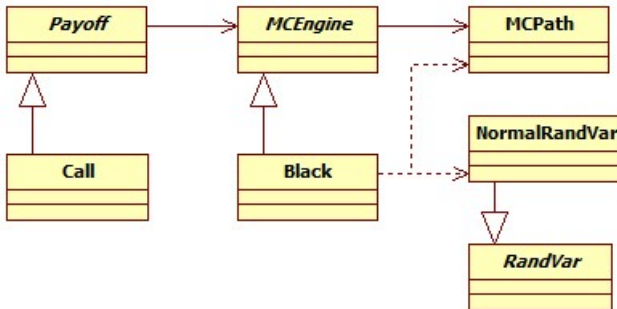 Payoff
MCEngine
MCPath
NormalRandVar
Call
Black
RandVar